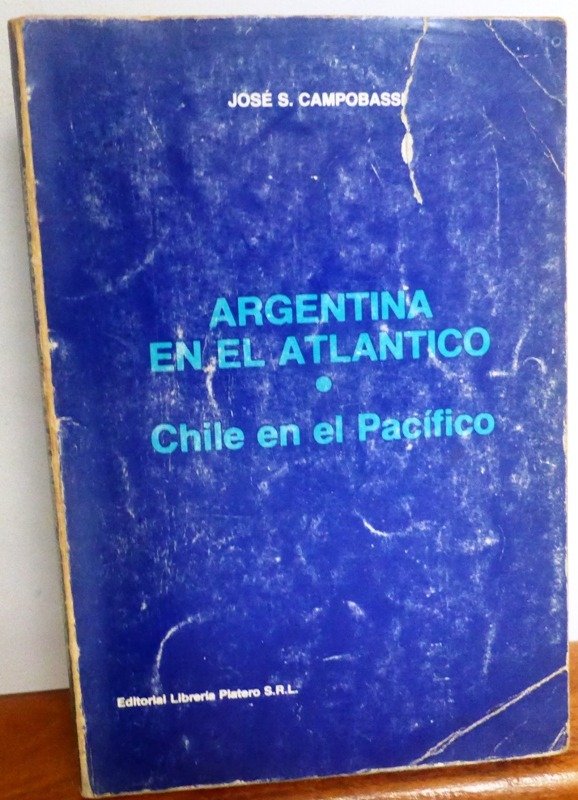 JOSÉ S. CAMPOBASSI
ARGENTINA
EN EL ATLANTICO
•
Chile en el Pacífico
Editorial Librería Platero S.R.L.